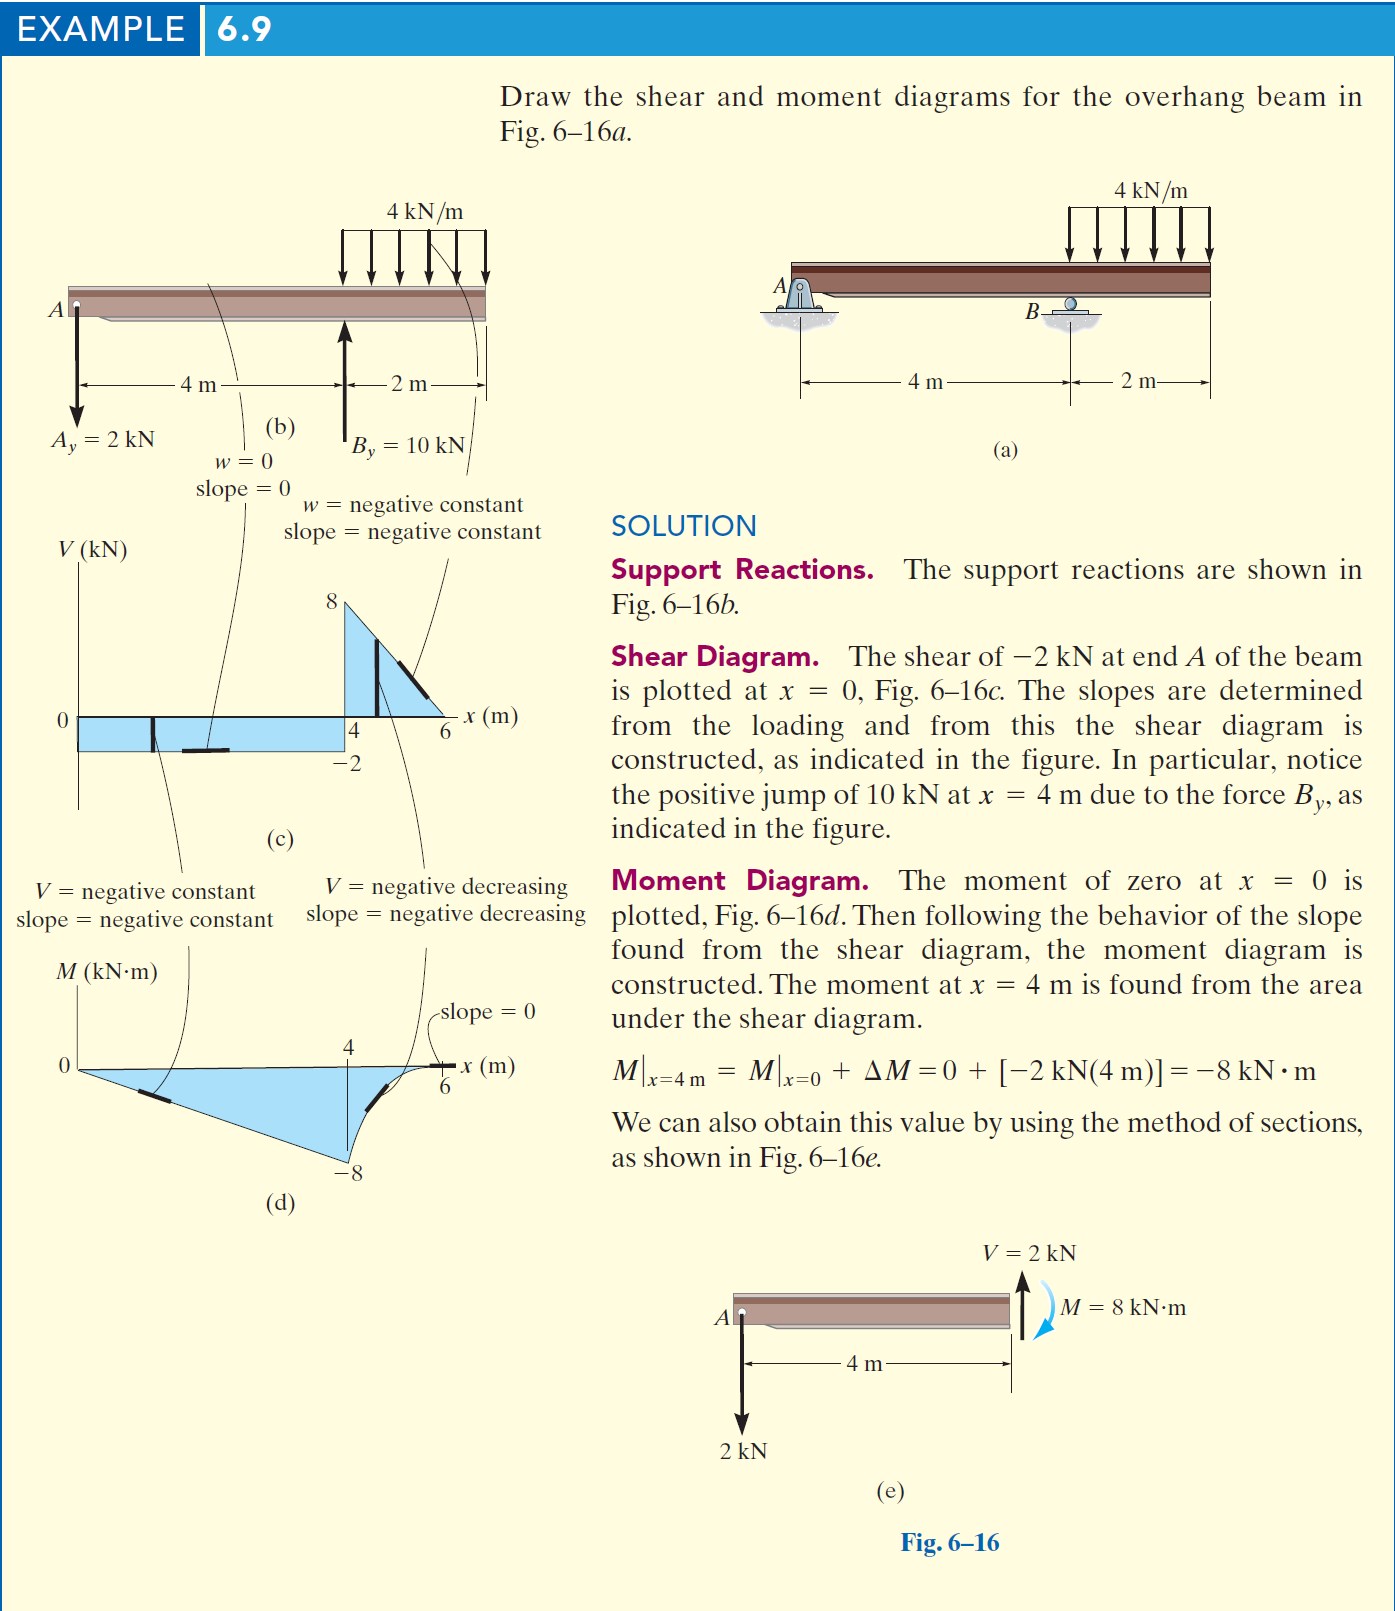 EXAMPLE 6.9
Draw the shear and moment diagrams for the overhang beam in
Fig. 6–16a.
4 kN/m
A
4 m
2 m
(b)
A_y = 2 kN
B_y = 10 kN
w = 0
slope = 0
w = negative constant
slope = negative constant
4 kN/m
A
B
4 m
2 m
(a)
V (kN)
8
0
4
6
x (m)
−2
(c)
V = negative constant
slope = negative constant
V = negative decreasing
slope = negative decreasing
M (kN·m)
slope = 0
0
4
x (m)
6
−8
(d)
SOLUTION
Support Reactions. The support reactions are shown in
Fig. 6–16b.
Shear Diagram. The shear of −2 kN at end A of the beam
is plotted at x = 0, Fig. 6–16c. The slopes are determined
from the loading and from this the shear diagram is
constructed, as indicated in the figure. In particular, notice
the positive jump of 10 kN at x = 4 m due to the force B_y, as
indicated in the figure.
Moment Diagram. The moment of zero at x = 0 is
plotted, Fig. 6–16d. Then following the behavior of the slope
found from the shear diagram, the moment diagram is
constructed. The moment at x = 4 m is found from the area
under the shear diagram.
M|x=4 m = M|x=0 + ΔM = 0 + [−2 kN(4 m)] = −8 kN · m
We can also obtain this value by using the method of sections,
as shown in Fig. 6–16e.
V = 2 kN
A
M = 8 kN·m
4 m
2 kN
(e)
Fig. 6–16